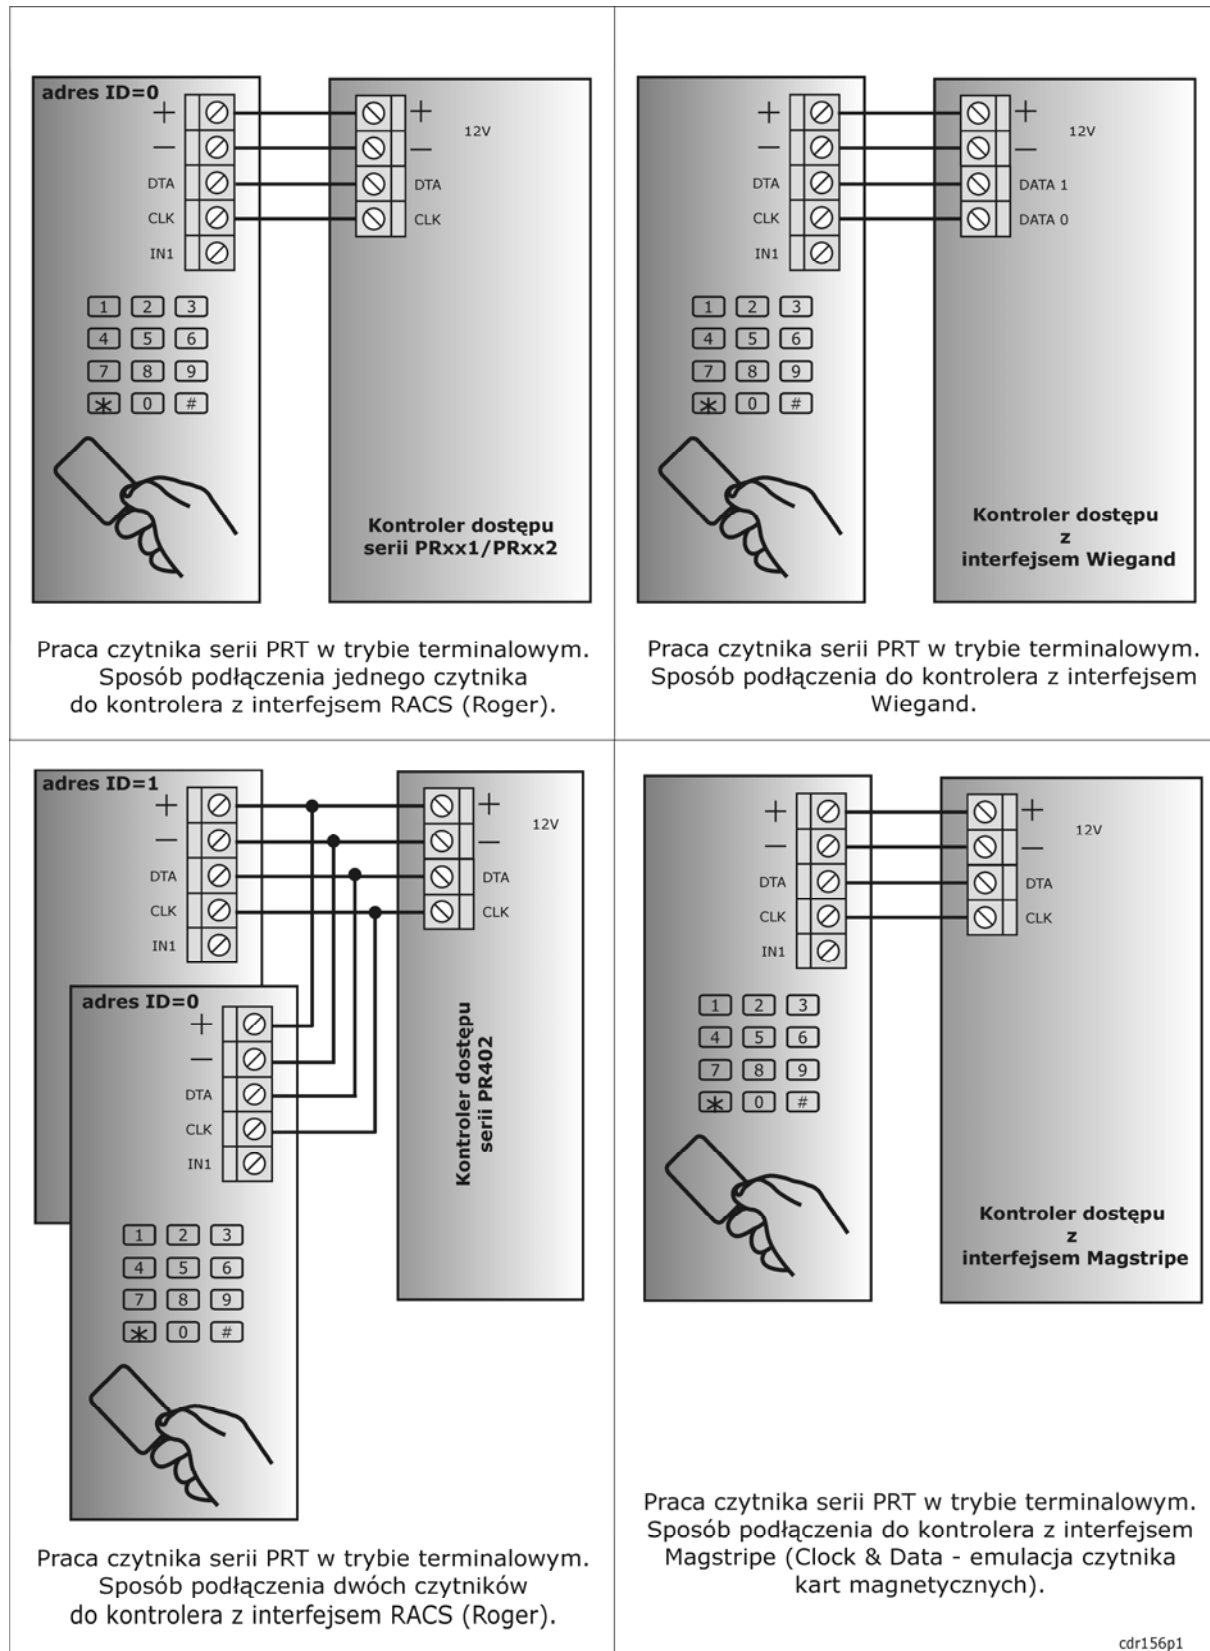 adres ID=0
+
+
12V
—
—
DTA
DTA
CLK
CLK
IN1
1 2 3
4 5 6
7 8 9
* 0 #
Kontroler dostępu
serii PRxx1/PRxx2
Praca czytnika serii PRT w trybie terminalowym.
Sposób podłączenia jednego czytnika
do kontrolera z interfejsem RACS (Roger).
+
+
12V
—
—
DTA
DATA 1
CLK
DATA 0
IN1
1 2 3
4 5 6
7 8 9
* 0 #
Kontroler dostępu
z
interfejsem Wiegand
Praca czytnika serii PRT w trybie terminalowym.
Sposób podłączenia do kontrolera z interfejsem
Wiegand.
adres ID=1
+
+
12V
—
—
DTA
DTA
CLK
CLK
IN1
adres ID=0
+
—
DTA
CLK
IN1
1 2 3
4 5 6
7 8 9
* 0 #
Kontroler dostępu
serii PR402
Praca czytnika serii PRT w trybie terminalowym.
Sposób podłączenia dwóch czytników
do kontrolera z interfejsem RACS (Roger).
+
+
12V
—
—
DTA
DTA
CLK
CLK
IN1
1 2 3
4 5 6
7 8 9
* 0 #
Kontroler dostępu
z
interfejsem Magstripe
Praca czytnika serii PRT w trybie terminalowym.
Sposób podłączenia do kontrolera z interfejsem
Magstripe (Clock & Data - emulacja czytnika
kart magnetycznych).
cdr156p1